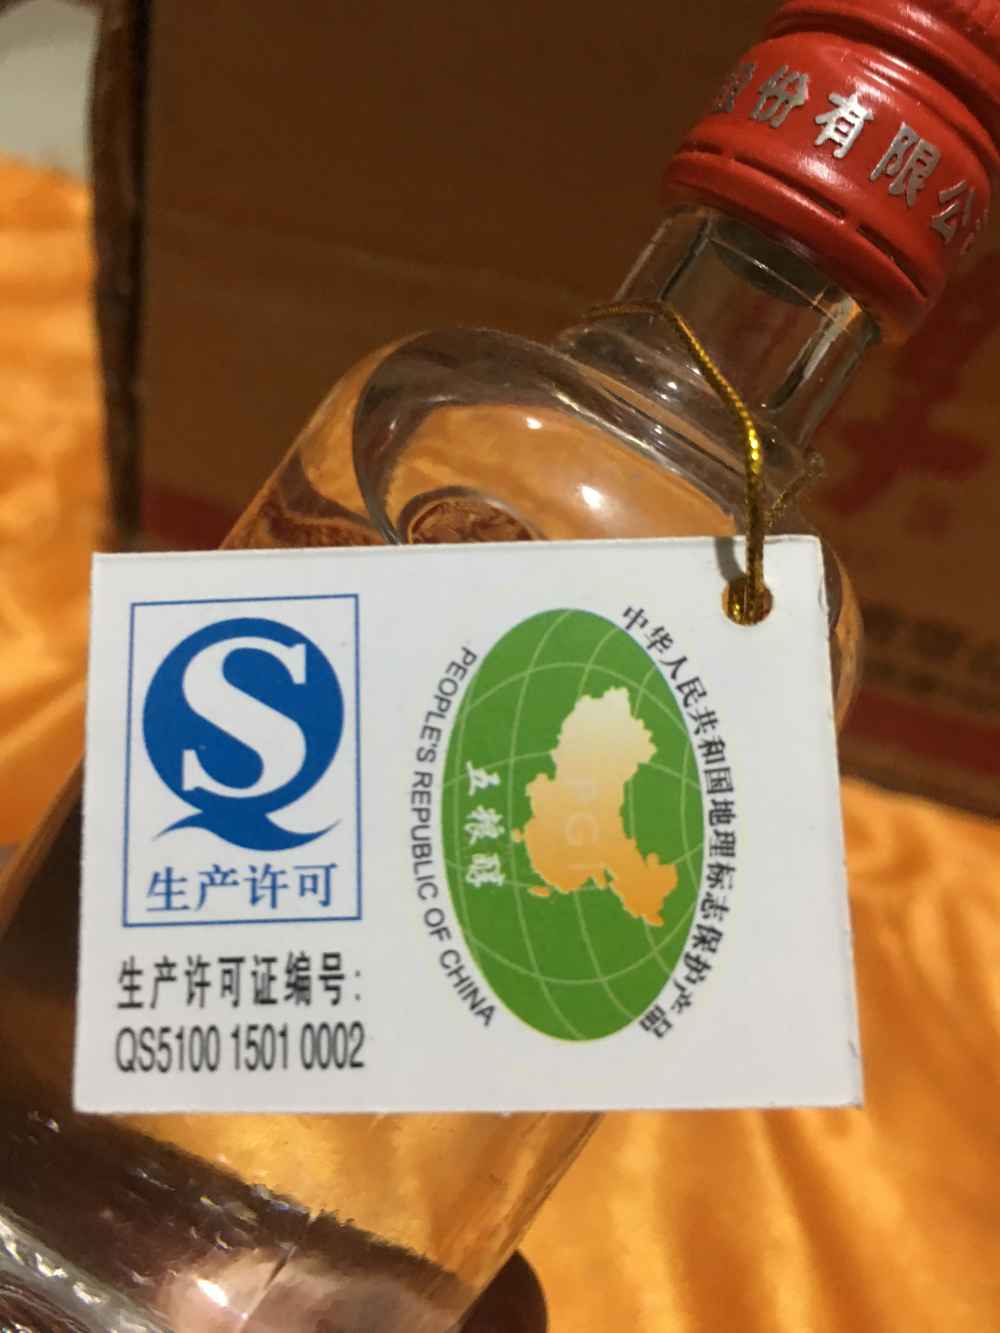 份有限公
S
生产许可
生产许可证编号:
QS5100 1501 0002
中华人民共和国地理标志保护产品
PEOPLE'S REPUBLIC OF CHINA
PGI
五粮